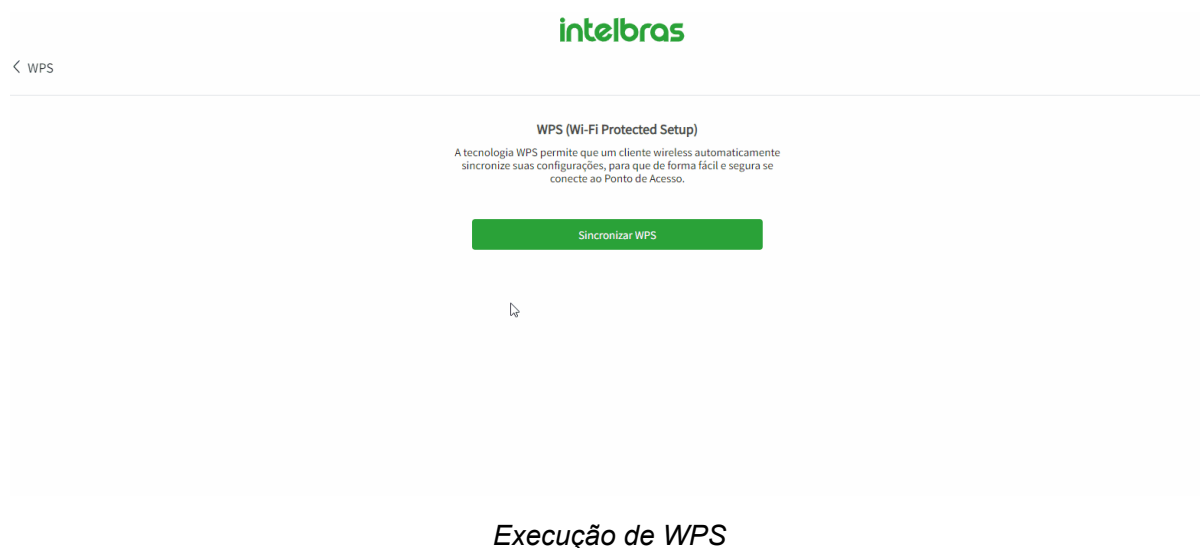 intelbras
< WPS
WPS (Wi-Fi Protected Setup)
A tecnologia WPS permite que um cliente wireless automaticamente
sincronize suas configurações, para que de forma fácil e segura se
conecte ao Ponto de Acesso.
Sincronizar WPS
Execução de WPS